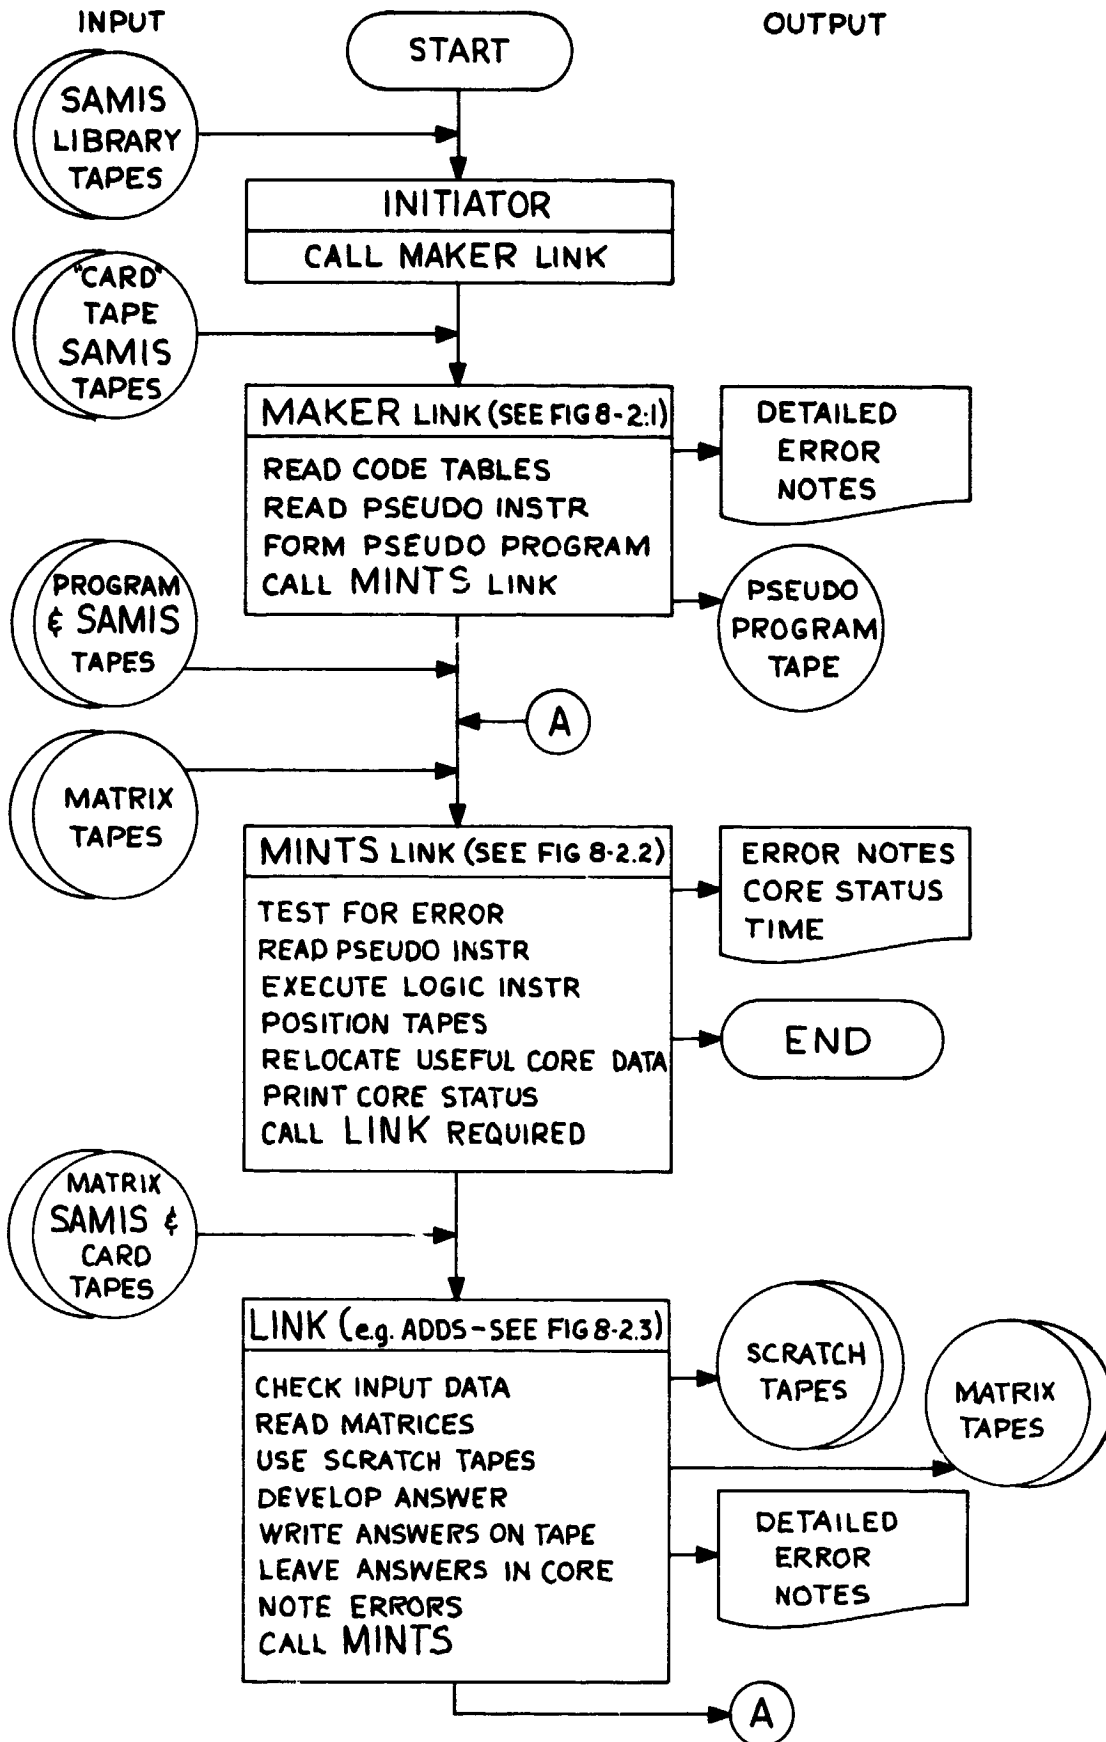 INPUT
OUTPUT
START
SAMIS
LIBRARY
TAPES
INITIATOR
CALL MAKER LINK
"CARD"
TAPE
SAMIS
TAPES
MAKER LINK (SEE FIG 8-2:1)
READ CODE TABLES
READ PSEUDO INSTR
FORM PSEUDO PROGRAM
CALL MINTS LINK
DETAILED
ERROR
NOTES
PROGRAM
& SAMIS
TAPES
PSEUDO
PROGRAM
TAPE
A
MATRIX
TAPES
MINTS LINK (SEE FIG 8-2.2)
TEST FOR ERROR
READ PSEUDO INSTR
EXECUTE LOGIC INSTR
POSITION TAPES
RELOCATE USEFUL CORE DATA
PRINT CORE STATUS
CALL LINK REQUIRED
ERROR NOTES
CORE STATUS
TIME
END
MATRIX
SAMIS &
CARD
TAPES
LINK (e.g. ADDS-SEE FIG 8-2.3)
CHECK INPUT DATA
READ MATRICES
USE SCRATCH TAPES
DEVELOP ANSWER
WRITE ANSWERS ON TAPE
LEAVE ANSWERS IN CORE
NOTE ERRORS
CALL MINTS
SCRATCH
TAPES
MATRIX
TAPES
DETAILED
ERROR
NOTES
A